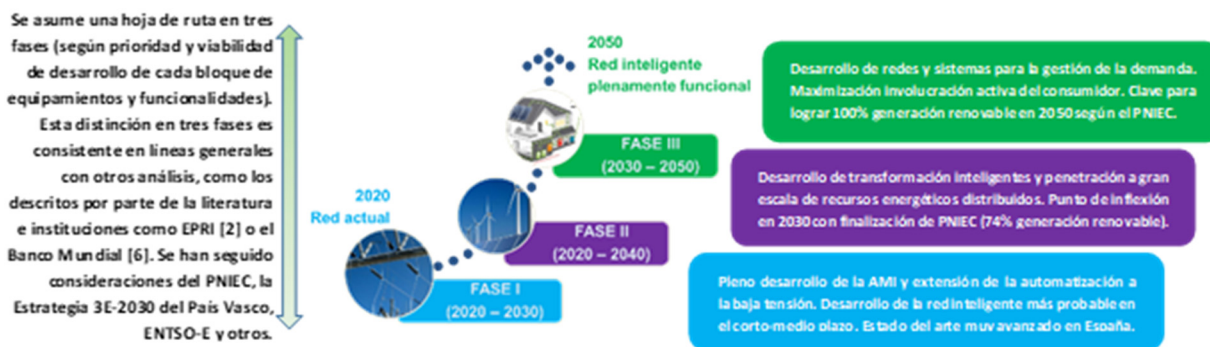 Se asume una hoja de ruta en tres
fases (según prioridad y viabilidad
de desarrollo de cada bloque de
equipamientos y funcionalidades).
Esta distinción en tres fases es
consistente en líneas generales
con otros análisis, como los
descritos por parte de la literatura
e instituciones como EPRI [2] o el
Banco Mundial [6]. Se han seguido
consideraciones del PNIEC, la
Estrategia 3E-2030 del País Vasco,
ENTSO-E y otros.
2020
Red actual
FASE I
(2020 – 2030)
FASE II
(2020 – 2040)
2050
Red inteligente
plenamente funcional
FASE III
(2030 – 2050)
Desarrollo de redes y sistemas para la gestión de la demanda.
Maximización involucración activa del consumidor. Clave para
lograr 100% generación renovable en 2050 según el PNIEC.
Desarrollo de transformación inteligentes y penetración a gran
escala de recursos energéticos distribuidos. Punto de inflexión
en 2030 con finalización de PNIEC (74% generación renovable).
Pleno desarrollo de la AMI y extensión de la automatización a
la baja tensión. Desarrollo de la red inteligente más probable en
el corto-medio plazo. Estado del arte muy avanzado en España.